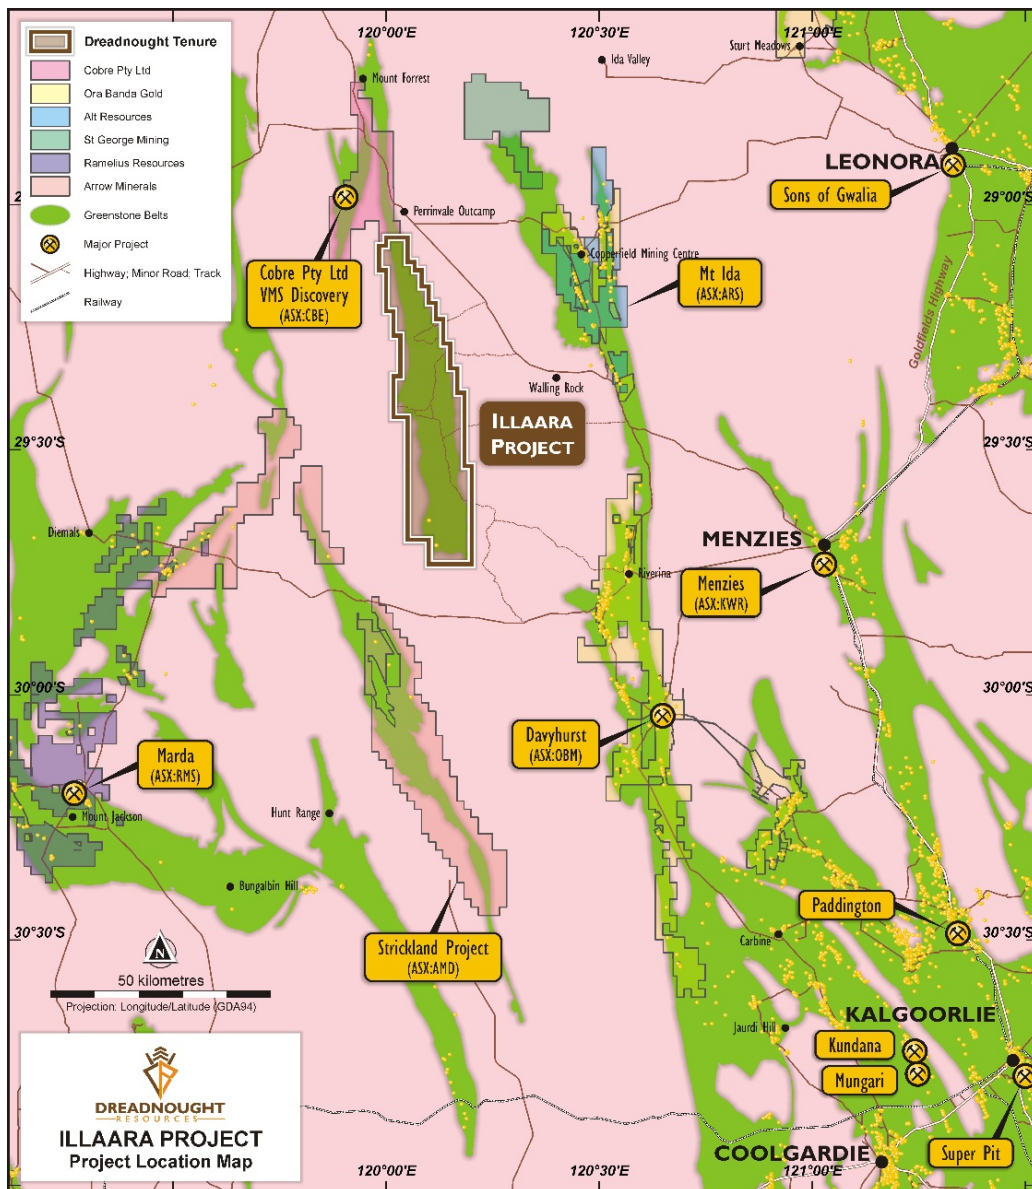 120°00'E
120°30'E
121°00'E
Dreadnought Tenure
Cobre Pty Ltd
Ora Banda Gold
Alt Resources
St George Mining
Ramelius Resources
Arrow Minerals
Greenstone Belts
Major Project
Highway; Minor Road; Track
Railway
Mount Forrest
Ida Valley
Sturt Meadows
LEONORA
Sons of Gwalia
29°00'S
Perrinvale Outcamp
Copperfield Mining Centre
Cobre Pty Ltd
VMS Discovery
(ASX:CBE)
Mt Ida
(ASX:ARS)
Goldfields Highway
Walling Rock
ILLAARA
PROJECT
29°30'S
29°30'S
Diemals
MENZIES
Riverina
Menzies
(ASX:KWR)
30°00'S
30°00'S
Davyhurst
(ASX:OBM)
Marda
(ASX:RMS)
Mount Jackson
Hunt Range
Bungalbin Hill
Paddington
Carbine
30°30'S
30°30'S
Strickland Project
(ASX:AMD)
N
50 kilometres
Projection: Longitude/Latitude (GDA94)
KALGOORLIE
Jaurdi Hill
Kundana
Mungari
DREADNOUGHT
RESOURCES
ILLAARA PROJECT
Project Location Map
Super Pit
COOLGARDIE
120°00'E
120°30'E
121°00'E